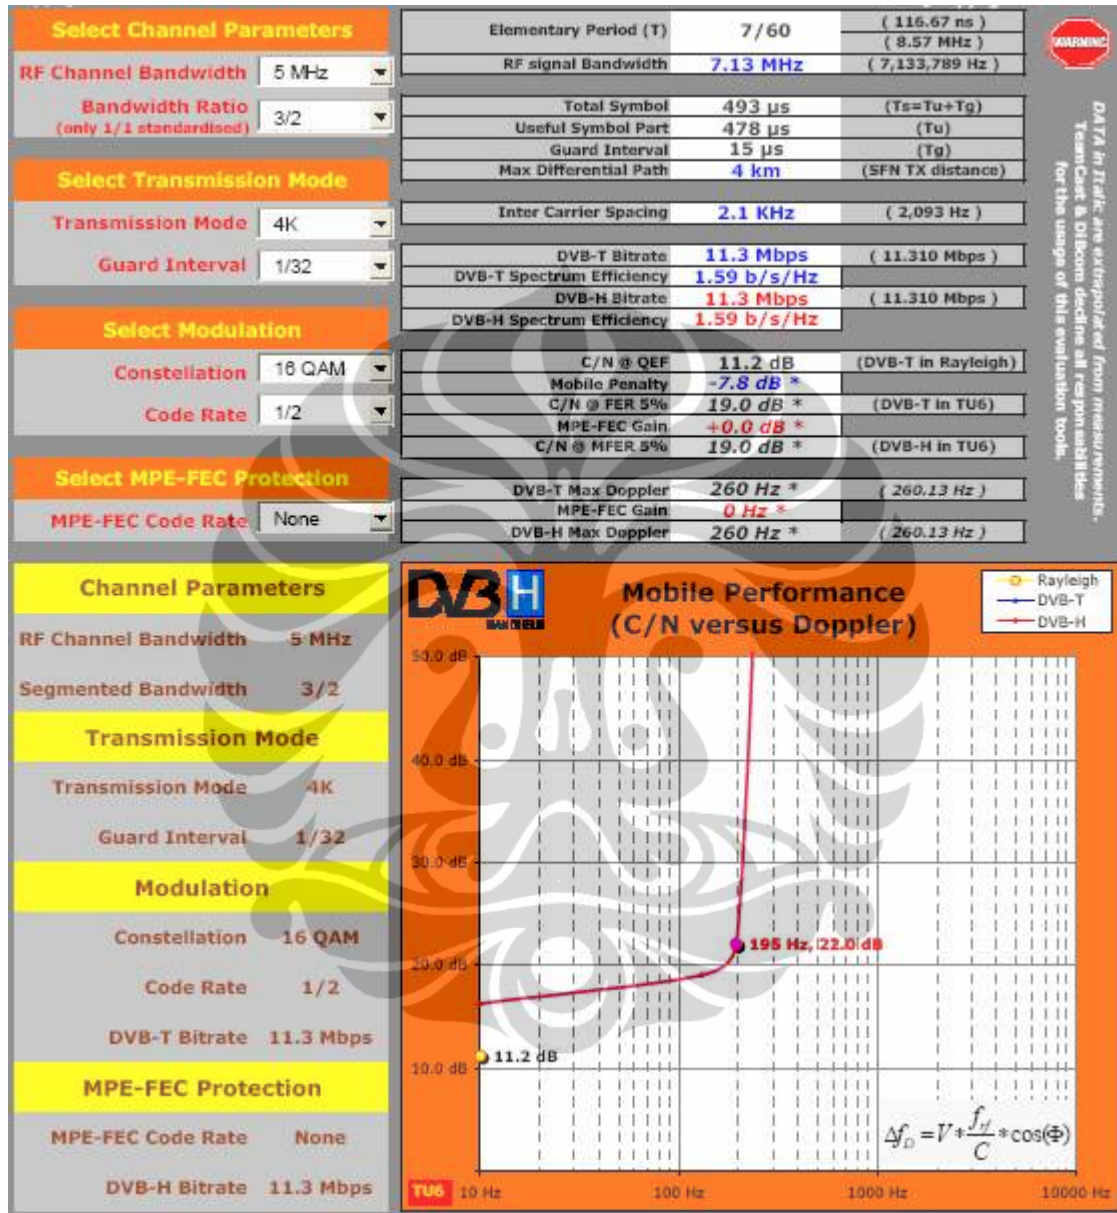 Select Channel Parameters
RF Channel Bandwidth 5 MHz
Bandwidth Ratio 3/2
(only 1/1 standardised)
Select Transmission Mode
Transmission Mode 4K
Guard Interval 1/32
Select Modulation
Constellation 16 QAM
Code Rate 1/2
Select MPE-FEC Protection
MPE-FEC Code Rate None
Elementary Period (T) 7/60 ( 116.67 ns )
( 8.57 MHz )
RF signal Bandwidth 7.13 MHz ( 7,133,789 Hz )
Total Symbol 493 µs (Ts=Tu+Tg)
Useful Symbol Part 478 µs (Tu)
Guard Interval 15 µs (Tg)
Max Differential Path 4 km (SFN TX distance)
Inter Carrier Spacing 2.1 KHz ( 2,093 Hz )
DVB-T Bitrate 11.3 Mbps ( 11.310 Mbps )
DVB-T Spectrum Efficiency 1.59 b/s/Hz
DVB-H Bitrate 11.3 Mbps ( 11.310 Mbps )
DVB-H Spectrum Efficiency 1.59 b/s/Hz
C/N @ QEF 11.2 dB (DVB-T in Rayleigh)
Mobile Penalty -7.8 dB *
C/N @ FER 5% 19.0 dB * (DVB-T in TU6)
MPE-FEC Gain +0.0 dB *
C/N @ MFER 5% 19.0 dB * (DVB-H in TU6)
DVB-T Max Doppler 260 Hz * ( 260.13 Hz )
MPE-FEC Gain 0 Hz *
DVB-H Max Doppler 260 Hz * ( 260.13 Hz )
WARNING
DATA in Italic are extrapolated from measurements.
TeamCast & DiBcom decline all responsabilities
for the usage of this evaluation tools.
Channel Parameters
RF Channel Bandwidth 5 MHz
Segmented Bandwidth 3/2
Transmission Mode
Transmission Mode 4K
Guard Interval 1/32
Modulation
Constellation 16 QAM
Code Rate 1/2
DVB-T Bitrate 11.3 Mbps
MPE-FEC Protection
MPE-FEC Code Rate None
DVB-H Bitrate 11.3 Mbps
DVB H
Mobile Performance
(C/N versus Doppler)
Rayleigh
DVB-T
DVB-H
50.0 dB
40.0 dB
30.0 dB
20.0 dB
10.0 dB
195 Hz, 22.0 dB
11.2 dB
Δf_D = V * f_rf / C * cos(Φ)
TU6 10 Hz 100 Hz 1000 Hz 10000 Hz